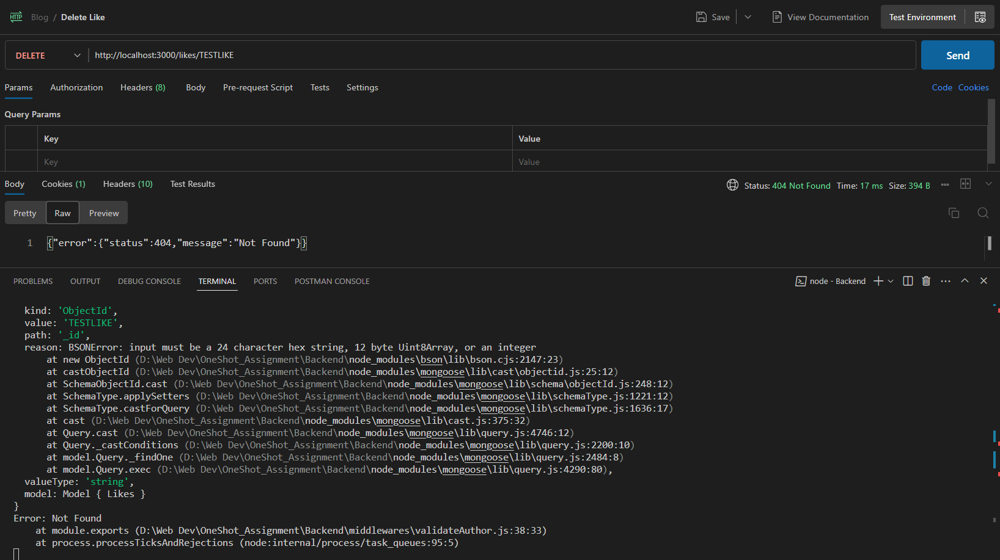 HTTP Blog / Delete Like Save View Documentation Test Environment
DELETE http://localhost:3000/likes/TESTLIKE Send
Params Authorization Headers (8) Body Pre-request Script Tests Settings Code Cookies
Query Params
Key Value
Key Value
Body Cookies (1) Headers (10) Test Results Status: 404 Not Found Time: 17 ms Size: 394 B
Pretty Raw Preview
1 {"error":{"status":404,"message":"Not Found"}}
PROBLEMS OUTPUT DEBUG CONSOLE TERMINAL PORTS POSTMAN CONSOLE node - Backend
kind: 'ObjectId',
value: 'TESTLIKE',
path: '_id',
reason: BSONError: input must be a 24 character hex string, 12 byte Uint8Array, or an integer
at new ObjectId (D:\Web Dev\OneShot_Assignment\Backend\node_modules\bson\lib\bson.cjs:2147:23)
at castObjectId (D:\Web Dev\OneShot_Assignment\Backend\node_modules\mongoose\lib\cast\objectid.js:25:12)
at SchemaObjectId.cast (D:\Web Dev\OneShot_Assignment\Backend\node_modules\mongoose\lib\schema\objectId.js:248:12)
at SchemaType.applySetters (D:\Web Dev\OneShot_Assignment\Backend\node_modules\mongoose\lib\schemaType.js:1221:12)
at SchemaType.castForQuery (D:\Web Dev\OneShot_Assignment\Backend\node_modules\mongoose\lib\schemaType.js:1636:17)
at cast (D:\Web Dev\OneShot_Assignment\Backend\node_modules\mongoose\lib\cast.js:375:32)
at Query.cast (D:\Web Dev\OneShot_Assignment\Backend\node_modules\mongoose\lib\query.js:4746:12)
at Query._castConditions (D:\Web Dev\OneShot_Assignment\Backend\node_modules\mongoose\lib\query.js:2200:10)
at model.Query._findOne (D:\Web Dev\OneShot_Assignment\Backend\node_modules\mongoose\lib\query.js:2484:8)
at model.Query.exec (D:\Web Dev\OneShot_Assignment\Backend\node_modules\mongoose\lib\query.js:4290:80),
valueType: 'string',
model: Model { Likes }
}
Error: Not Found
at module.exports (D:\Web Dev\OneShot_Assignment\Backend\middlewares\validateAuthor.js:38:33)
at process.processTicksAndRejections (node:internal/process/task_queues:95:5)